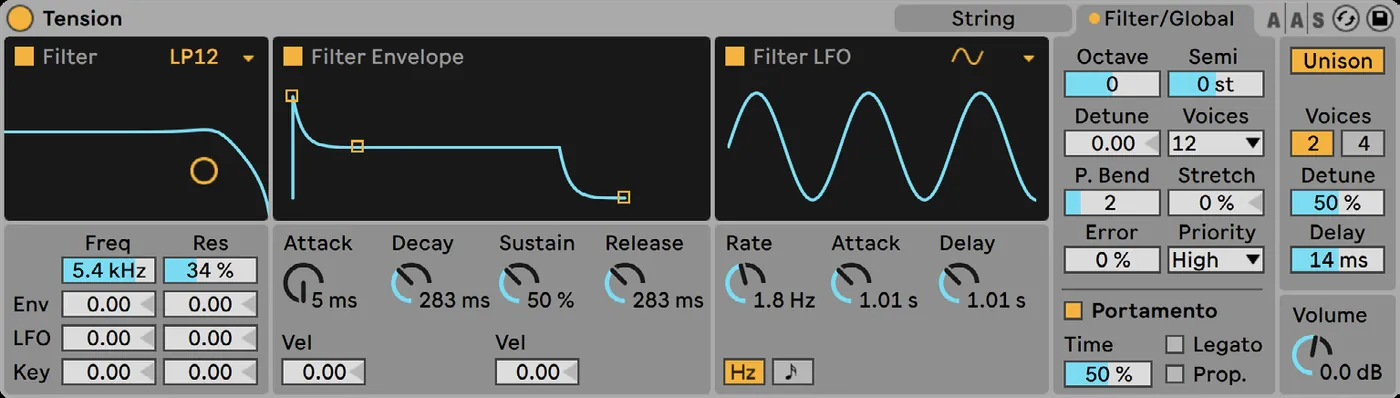 Tension
String
Filter/Global
AAS
Filter
LP12
Filter Envelope
Filter LFO
Freq
Res
5.4 kHz
34 %
Env
0.00
0.00
LFO
0.00
0.00
Key
0.00
0.00
Attack
Decay
Sustain
Release
5 ms
283 ms
50 %
283 ms
Vel
Vel
0.00
0.00
Rate
Attack
Delay
1.8 Hz
1.01 s
1.01 s
Hz
Octave
Semi
0
0 st
Detune
Voices
0.00
12
P. Bend
Stretch
2
0 %
Error
Priority
0 %
High
Portamento
Time
Legato
50 %
Prop.
Unison
Voices
2
4
Detune
50 %
Delay
14 ms
Volume
0.0 dB